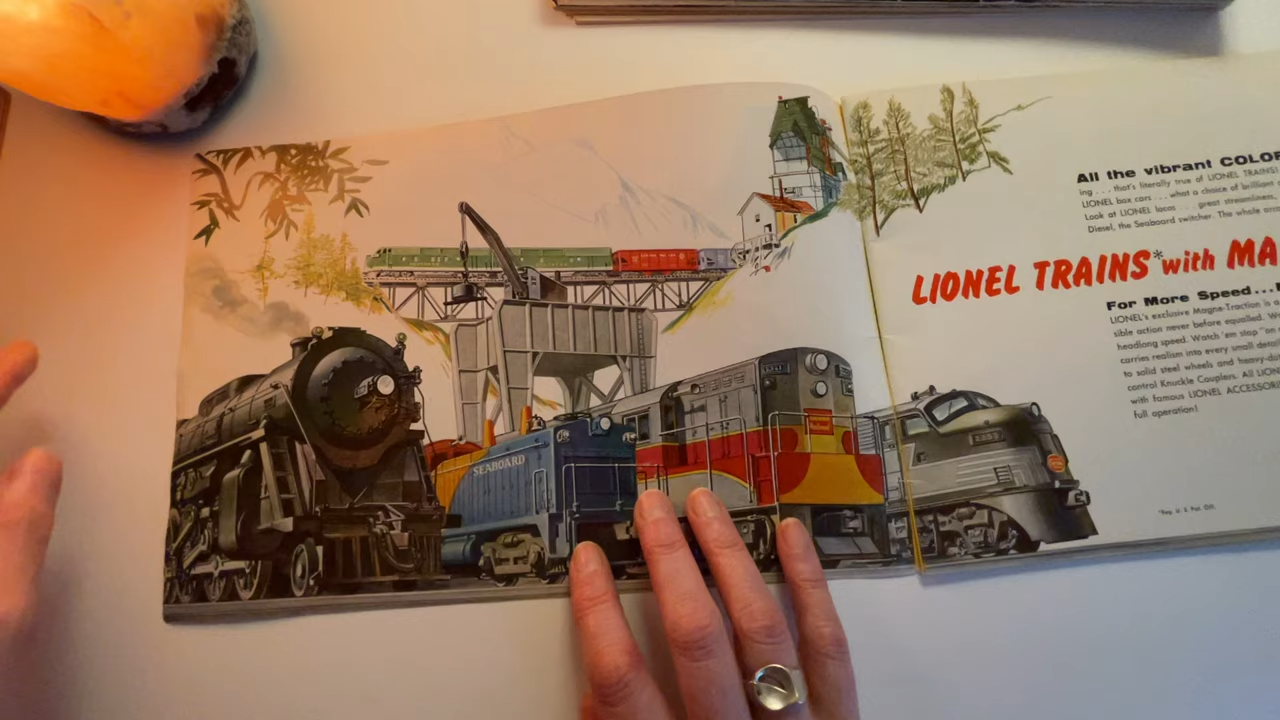 SEABOARD
All the vibrant COLOR
ing . . . that's literally true of LIONEL TRAINS!
LIONEL box cars . . . what a choice of brilliant
Look at LIONEL locos . . . great streamliners,
Diesel, the Seaboard switcher. The whole
LIONEL TRAINS* with MA
For More Speed...
LIONEL's exclusive Magne-Traction is
sible action never before equalled. W
headlong speed. Watch 'em stop "on
carries realism into every small detail
to solid steel wheels and heavy-du
control Knuckle Couplers. All LION
with famous LIONEL ACCESSOR
full operation!
*Reg. U. S. Pat. Off.